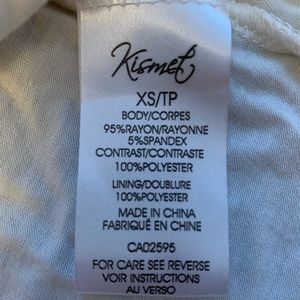 Kismet
XS/TP
BODY/CORPES
95%RAYON/RAYONNE
5%SPANDEX
CONTRAST/CONTRASTE
100%POLYESTER
LINING/DOUBLURE
100%POLYESTER
MADE IN CHINA
FABRIQUÉ EN CHINE
CA02595
FOR CARE SEE REVERSE
VOIR INSTRUCTIONS
AU VERSO